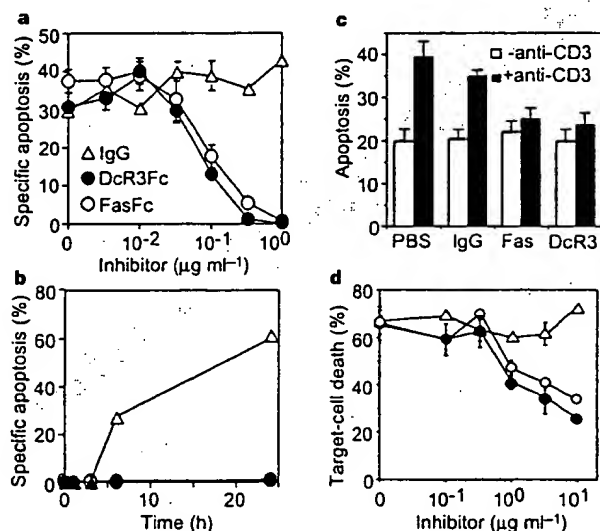 a
Specific apoptosis (%)
50
40
30
20
10
0
IgG
DcR3Fc
FasFc
0 10⁻² 10⁻¹ 10⁰
Inhibitor (µg ml⁻¹)
b
Specific apoptosis (%)
80
60
40
20
0
0 10 20
Time (h)
c
Apoptosis (%)
40
30
20
10
0
-anti-CD3
+anti-CD3
PBS IgG Fas DcR3
d
Target-cell death (%)
80
60
40
20
0
0 10⁻¹ 10⁰ 10¹
Inhibitor (µg ml⁻¹)